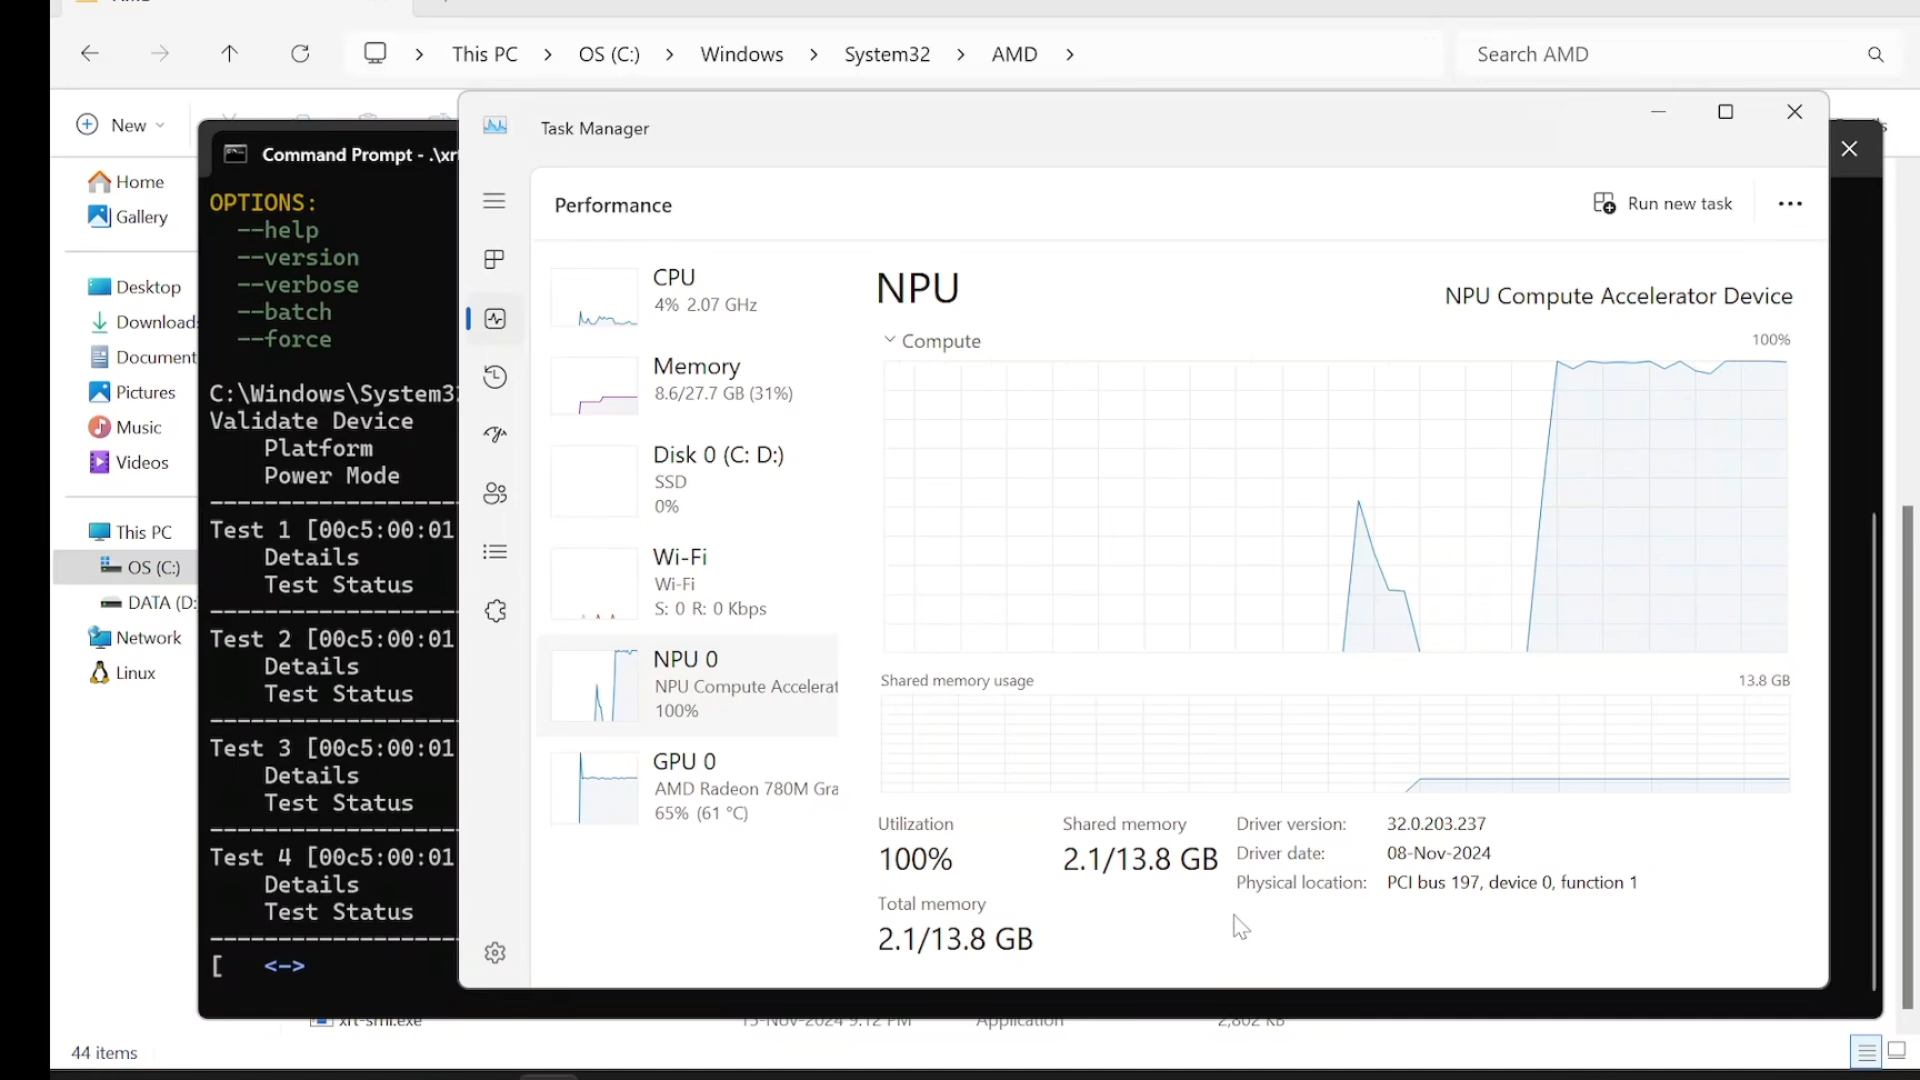 This PC
OS (C:)
Windows
System32
AMD
Search AMD
New
Home
Gallery
Desktop
Download
Document
Pictures
Music
Videos
This PC
OS (C:)
DATA (D:
Network
Linux
44 items
Command Prompt - .\xr
OPTIONS:
--help
--version
--verbose
--batch
--force
C:\Windows\System3
Validate Device
Platform
Power Mode
Test 1 [00c5:00:01
Details
Test Status
Test 2 [00c5:00:01
Details
Test Status
Test 3 [00c5:00:01
Details
Test Status
Test 4 [00c5:00:01
Details
Test Status
[ <->
Task Manager
Performance
Run new task
CPU
4% 2.07 GHz
Memory
8.6/27.7 GB (31%)
Disk 0 (C: D:)
SSD
0%
Wi-Fi
Wi-Fi
S: 0 R: 0 Kbps
NPU 0
NPU Compute Accelerat
100%
GPU 0
AMD Radeon 780M Gra
65% (61 °C)
NPU
NPU Compute Accelerator Device
Compute
100%
Shared memory usage
13.8 GB
Utilization
100%
Shared memory
2.1/13.8 GB
Total memory
2.1/13.8 GB
Driver version: 32.0.203.237
Driver date: 08-Nov-2024
Physical location: PCI bus 197, device 0, function 1
xrt-smi.exe
Application